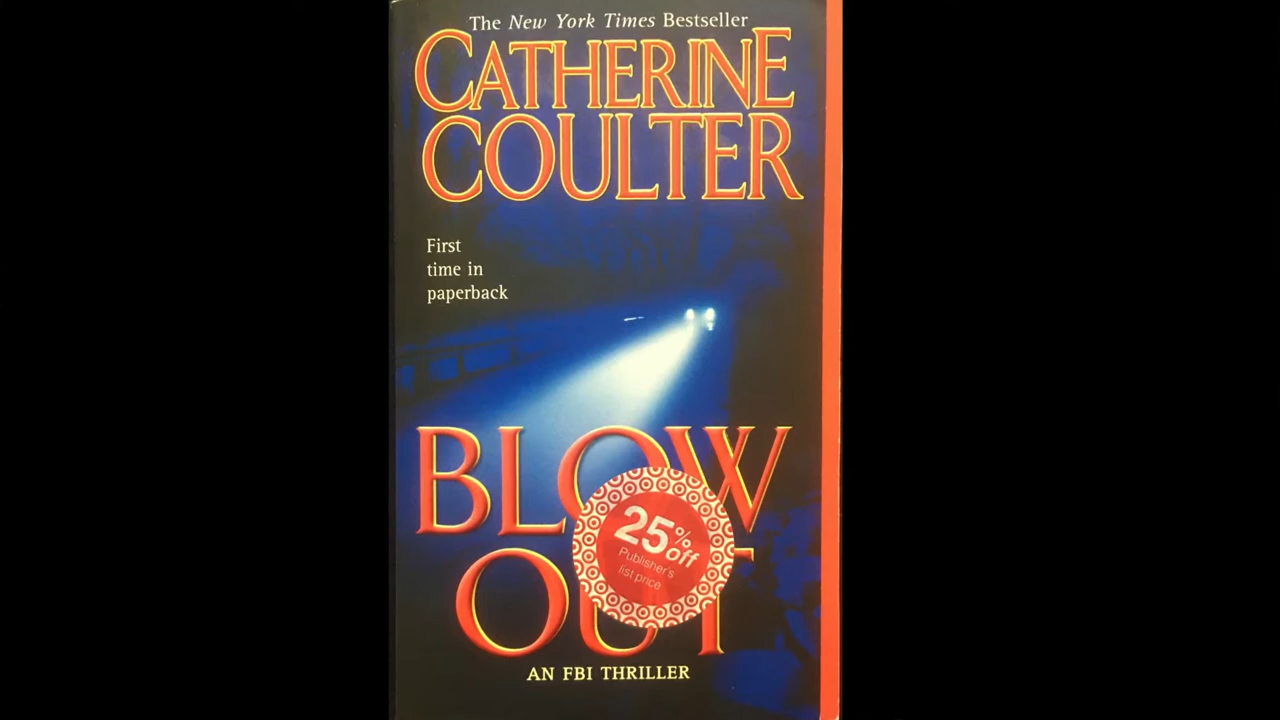 The New York Times Bestseller
CATHERINE
COULTER
First
time in
paperback
BLOW
OUT
25% off
Publisher's
list price
AN FBI THRILLER